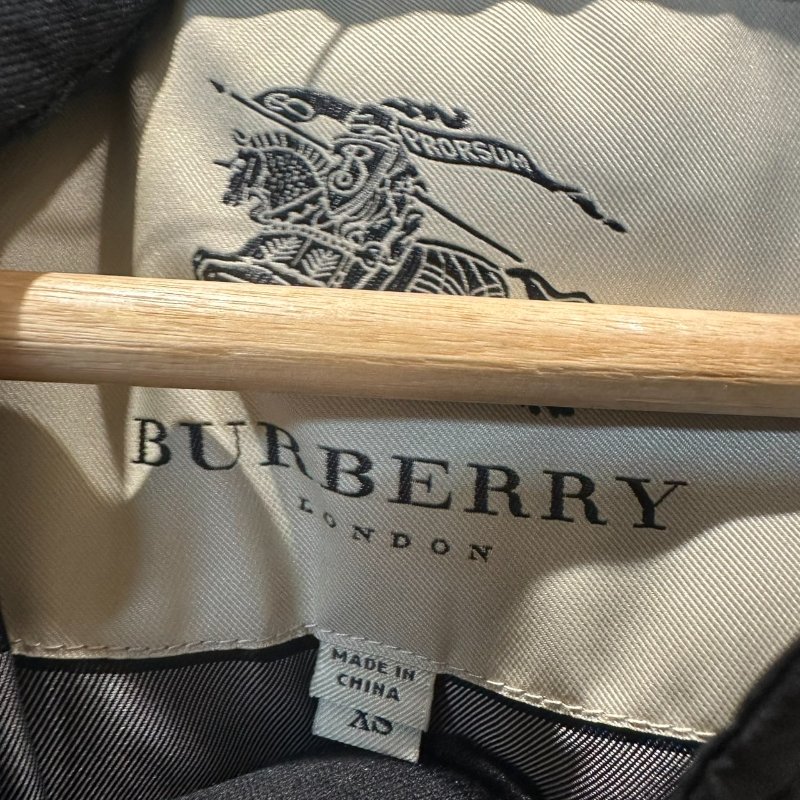 B PRORSUM
B
BURBERRY
LONDON
MADE IN
CHINA
XS